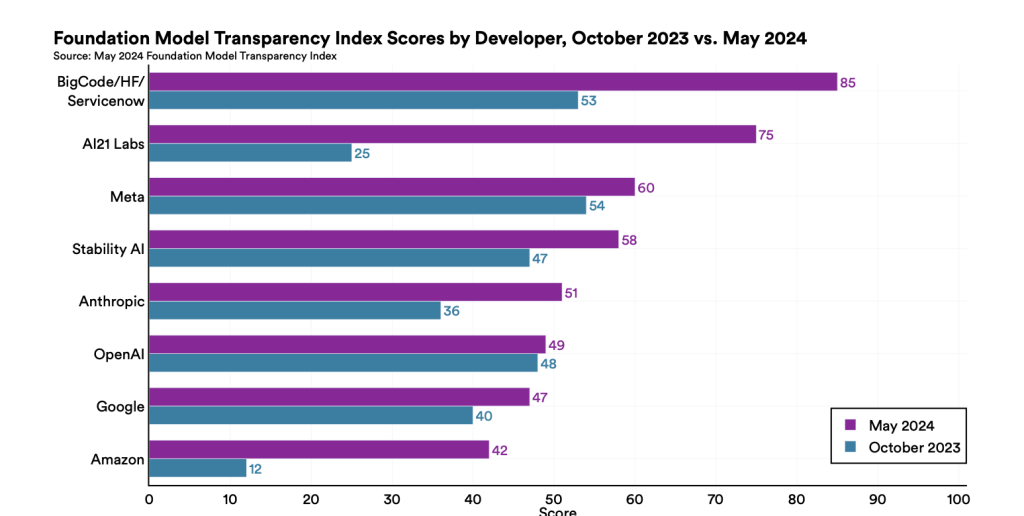 Foundation Model Transparency Index Scores by Developer, October 2023 vs. May 2024
Source: May 2024 Foundation Model Transparency Index
BigCode/HF/
Servicenow
85
53
AI21 Labs
75
25
Meta
60
54
Stability AI
58
47
Anthropic
51
36
OpenAI
49
48
Google
47
40
Amazon
42
12
May 2024
October 2023
0 10 20 30 40 50 60 70 80 90 100
Score